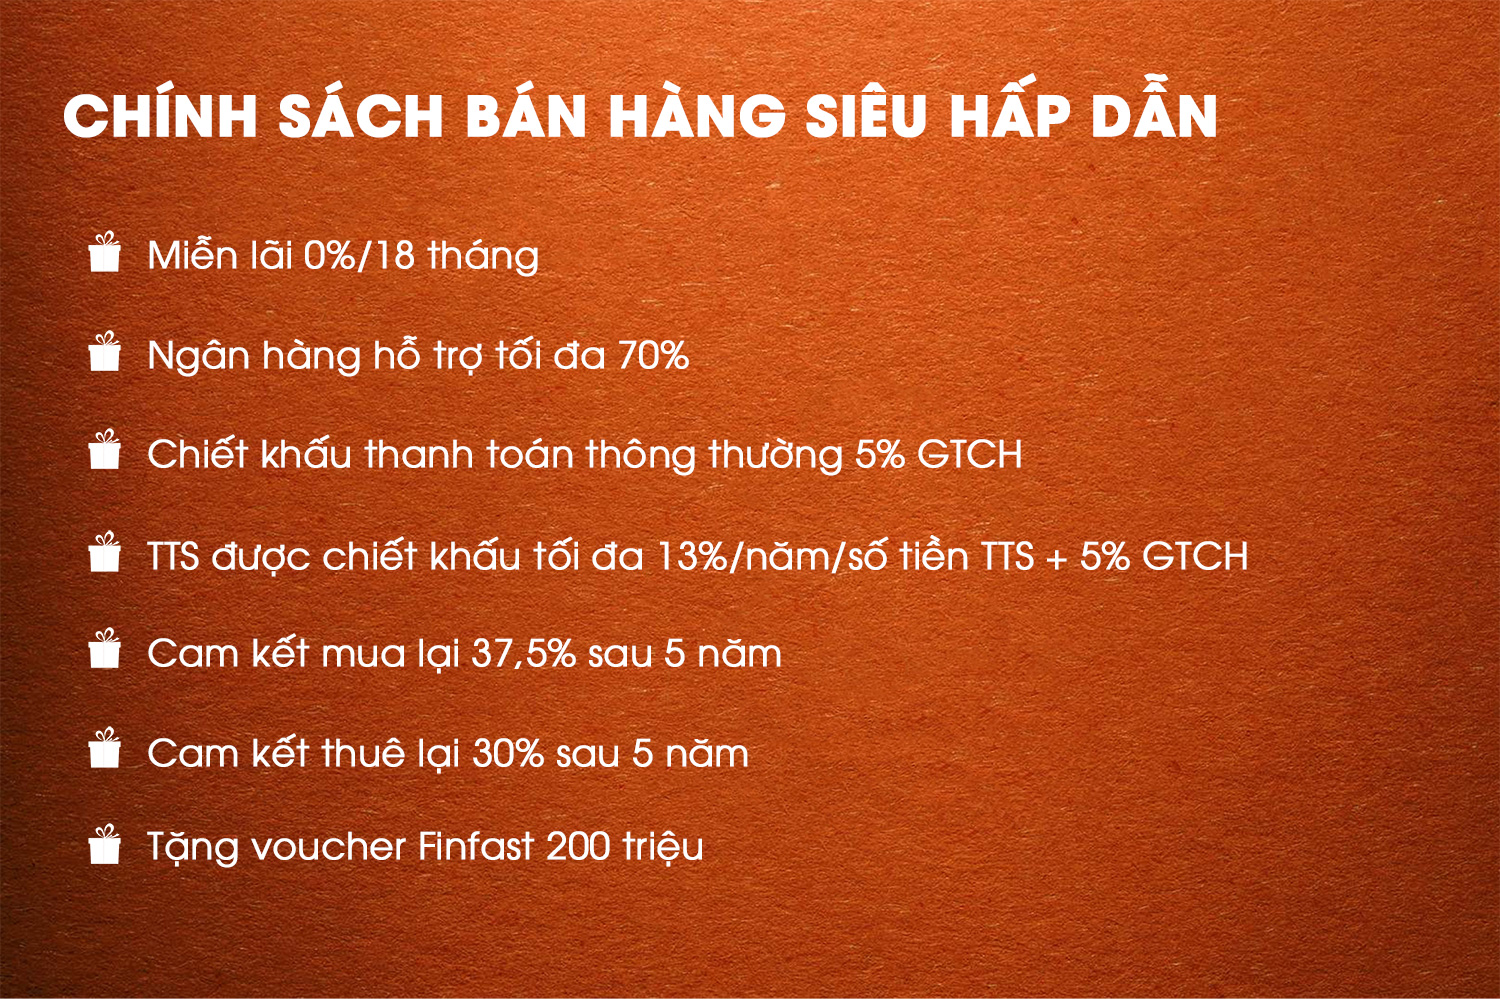 CHÍNH SÁCH BÁN HÀNG SIÊU HẤP DẪN
Miễn lãi 0%/18 tháng
Ngân hàng hỗ trợ tối đa 70%
Chiết khấu thanh toán thông thường 5% GTCH
TTS được chiết khấu tối đa 13%/năm/số tiền TTS + 5% GTCH
Cam kết mua lại 37,5% sau 5 năm
Cam kết thuê lại 30% sau 5 năm
Tặng voucher Finfast 200 triệu